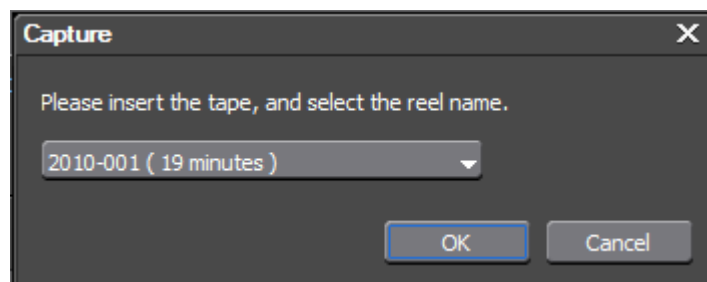 Capture
Please insert the tape, and select the reel name.
2010-001 ( 19 minutes )
OK Cancel